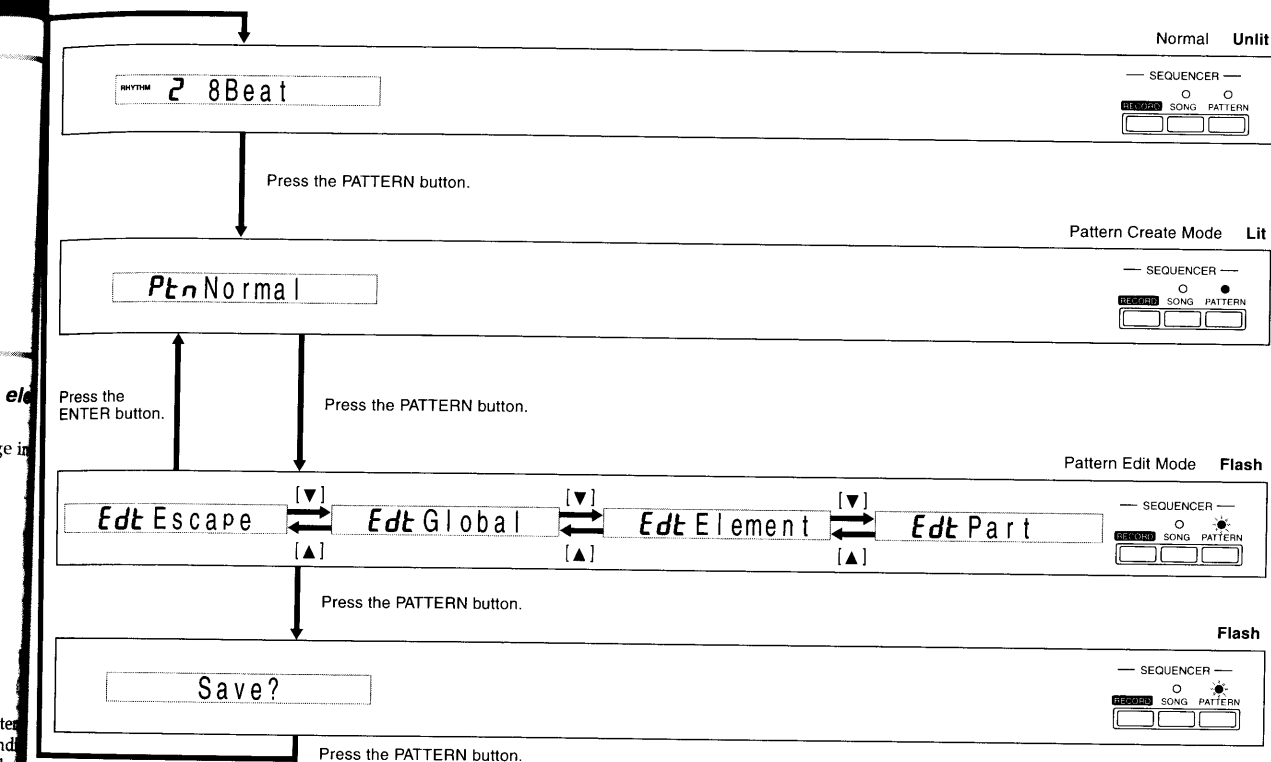 Normal Unlit
RHYTHM 2 8Beat
— SEQUENCER —
RECORD SONG PATTERN
Press the PATTERN button.
Pattern Create Mode Lit
Ptn Normal
— SEQUENCER —
RECORD SONG PATTERN
Press the
ENTER button.
Press the PATTERN button.
Pattern Edit Mode Flash
Edt Escape [▼] [▲] Edt Global [▼] [▲] Edt Element [▼] [▲] Edt Part
— SEQUENCER —
RECORD SONG PATTERN
Press the PATTERN button.
Flash
Save?
— SEQUENCER —
RECORD SONG PATTERN
Press the PATTERN button.